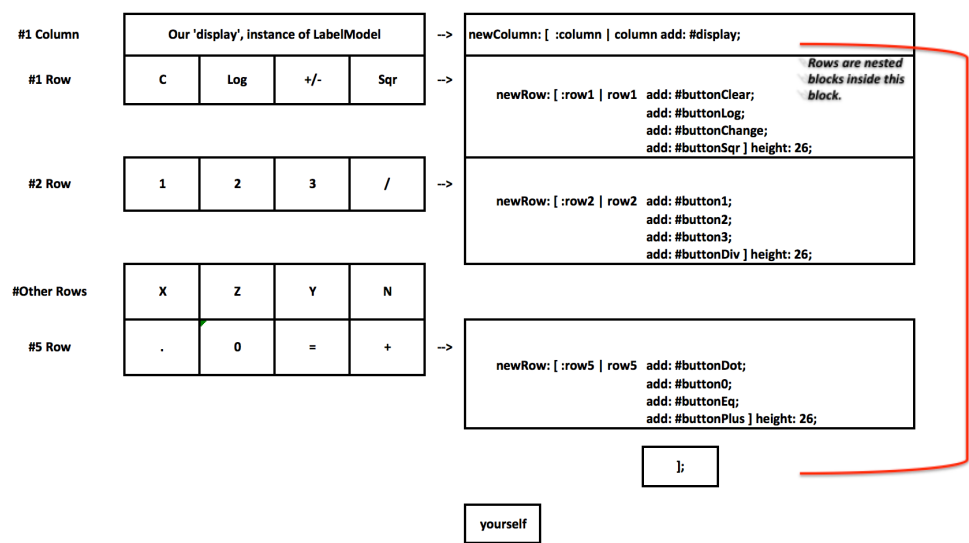 #1 Column Our 'display', instance of LabelModel --> newColumn: [ :column | column add: #display;
Rows are nested
blocks inside this
block.
#1 Row C Log +/- Sqr -->
newRow: [ :row1 | row1 add: #buttonClear;
add: #buttonLog;
add: #buttonChange;
add: #buttonSqr ] height: 26;
#2 Row 1 2 3 / -->
newRow: [ :row2 | row2 add: #button1;
add: #button2;
add: #button3;
add: #buttonDiv ] height: 26;
#Other Rows X Z Y N
#5 Row . 0 = + -->
newRow: [ :row5 | row5 add: #buttonDot;
add: #button0;
add: #buttonEq;
add: #buttonPlus ] height: 26;
];
yourself